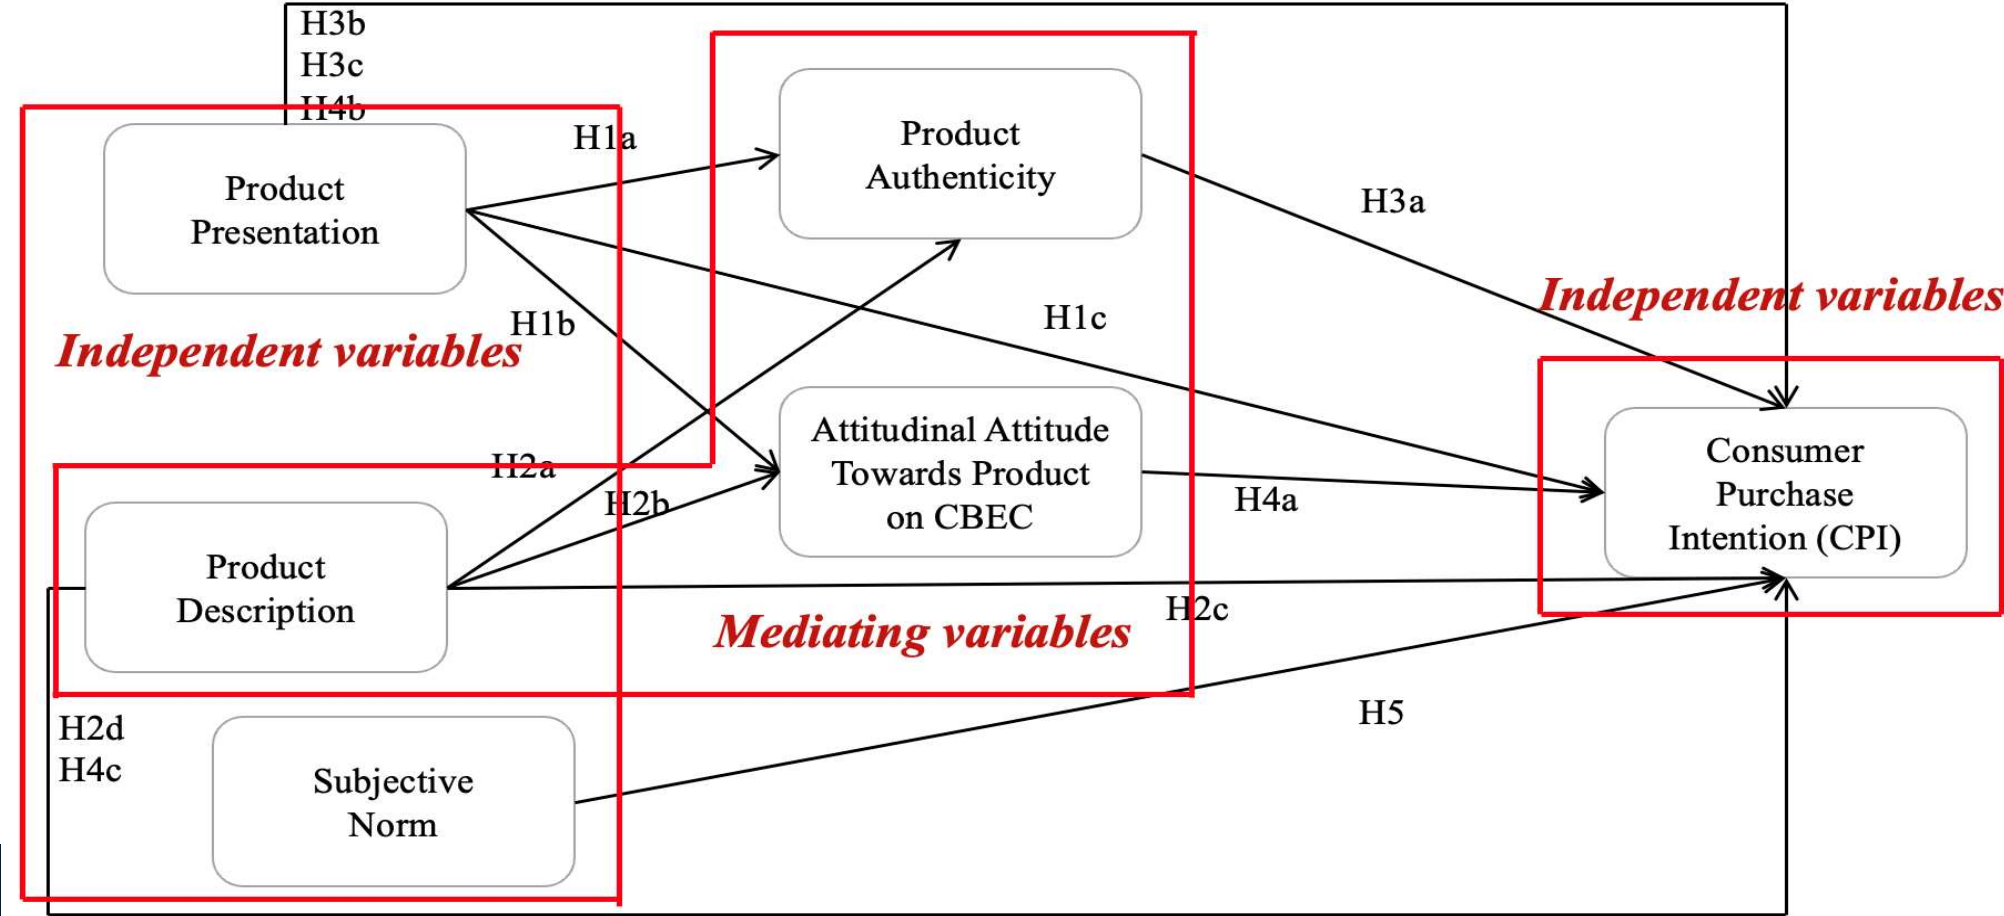 H3b
H3c
H4b
H1a
Product
Presentation
Product
Authenticity
H3a
Independent variables
H1b
H1c
Independent variables
Attitudinal Attitude
Towards Product
on CBEC
H4a
Consumer
Purchase
Intention (CPI)
H2a
H2b
Product
Description
H2c
Mediating variables
H2d
H4c
H5
Subjective
Norm